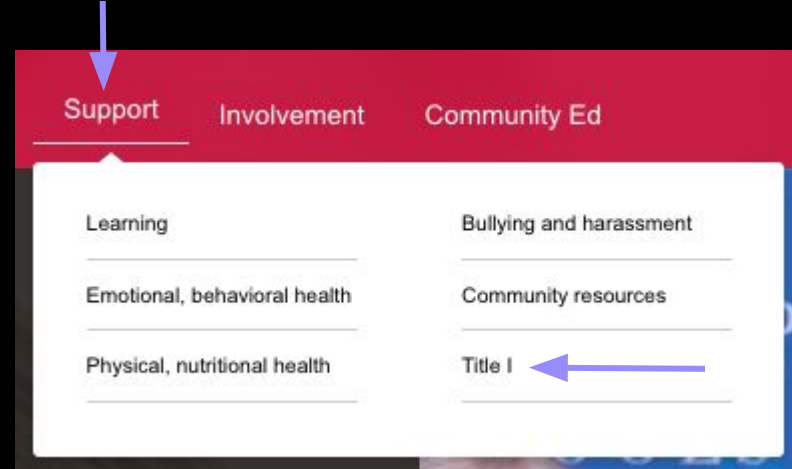 Support Involvement Community Ed
Learning
Bullying and harassment
Emotional, behavioral health
Community resources
Physical, nutritional health
Title I